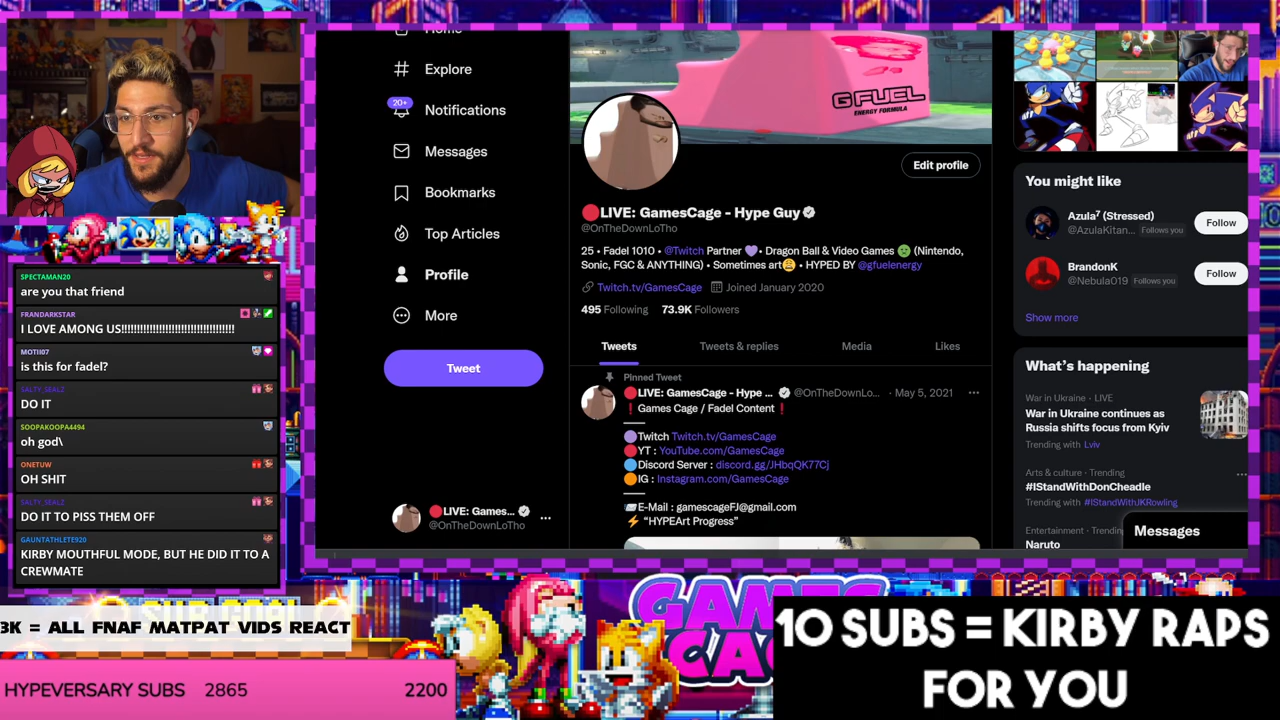 SPECTAMAN20
are you that friend
FRANDARKSTAR
I LOVE AMONG US!!!!!!!!!!!!!!!!!!!!!!!!!!!!!!!!!!!!
MOTII07
is this for fadel?
SALTY_SEALZ
DO IT
SOOPAKOOPA4494
oh god\
ONETUW
OH SHIT
SALTY_SEALZ
DO IT TO PISS THEM OFF
GAUNTATHLETE920
KIRBY MOUTHFUL MODE, BUT HE DID IT TO A
CREWMATE
3K = ALL FNAF MATPAT VIDS REACT
HYPEVERSARY SUBS 2865 2200
Home
Explore
20+
Notifications
Messages
Bookmarks
Top Articles
Profile
More
Tweet
LIVE: Games...
@OnTheDownLoTho
G FUEL
ENERGY FORMULA
Edit profile
LIVE: GamesCage - Hype Guy
@OnTheDownLoTho
25 • Fadel 1010 • @Twitch Partner 💜• Dragon Ball & Video Games (Nintendo,
Sonic, FGC & ANYTHING) • Sometimes art • HYPED BY @gfuelenergy
Twitch.tv/GamesCage Joined January 2020
495 Following 73.9K Followers
Tweets Tweets & replies Media Likes
Pinned Tweet
LIVE: GamesCage - Hype ... @OnTheDownLo... · May 5, 2021 ...
❗Games Cage / Fadel Content❗
Twitch Twitch.tv/GamesCage
YT : YouTube.com/GamesCage
Discord Server : discord.gg/JHbqQK77Cj
IG : Instagram.com/GamesCage
E-Mail : gamescageFJ@gmail.com
⚡ “HYPEArt Progress”
You might like
Azula⁷ (Stressed)
@AzulaKitan... Follows you
Follow
BrandonK
@Nebula019 Follows you
Follow
Show more
What's happening
War in Ukraine · LIVE
War in Ukraine continues as
Russia shifts focus from Kyiv
Trending with Lviv
Arts & culture · Trending
#IStandWithDonCheadle
Trending with #IStandWithJKRowling
Entertainment · Trending
Naruto
Messages
GAMES
CAG
10 SUBS = KIRBY RAPS
FOR YOU